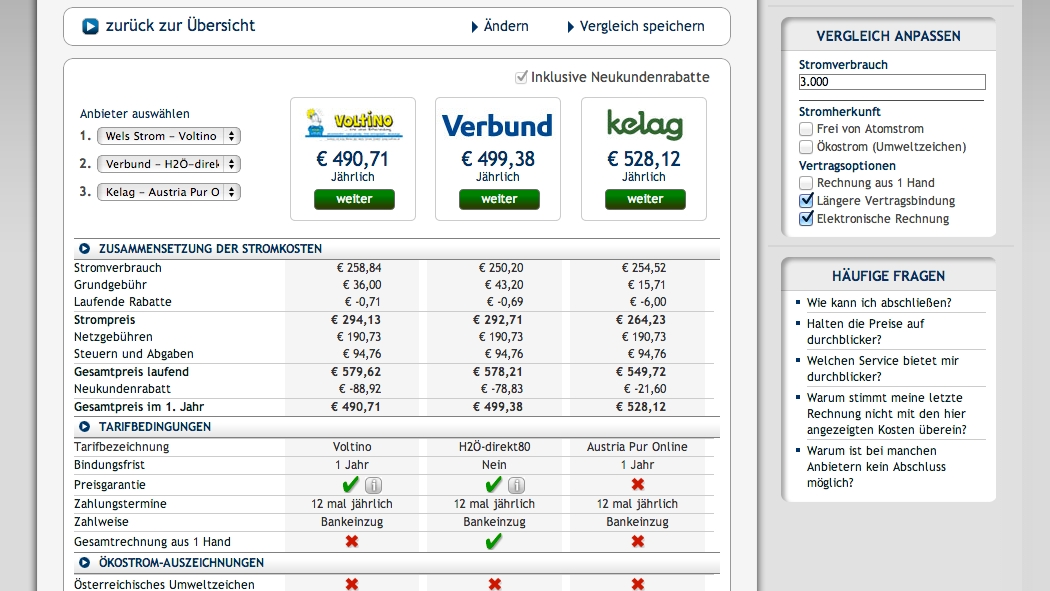 zurück zur Übersicht Ändern Vergleich speichern
Inklusive Neukundenrabatte
Anbieter auswählen
1. Wels Strom – Voltino
2. Verbund – H2Ö-direk
3. Kelag – Austria Pur O
VOLTINO
€ 490,71
Jährlich
weiter
Verbund
€ 499,38
Jährlich
weiter
kelag
€ 528,12
Jährlich
weiter
ZUSAMMENSETZUNG DER STROMKOSTEN
Stromverbrauch € 258,84 € 250,20 € 254,52
Grundgebühr € 36,00 € 43,20 € 15,71
Laufende Rabatte € -0,71 € -0,69 € -6,00
Strompreis € 294,13 € 292,71 € 264,23
Netzgebühren € 190,73 € 190,73 € 190,73
Steuern und Abgaben € 94,76 € 94,76 € 94,76
Gesamtpreis laufend € 579,62 € 578,21 € 549,72
Neukundenrabatt € -88,92 € -78,83 € -21,60
Gesamtpreis im 1. Jahr € 490,71 € 499,38 € 528,12
TARIFBEDINGUNGEN
Tarifbezeichnung Voltino H2Ö-direkt80 Austria Pur Online
Bindungsfrist 1 Jahr Nein 1 Jahr
Preisgarantie
Zahlungstermine 12 mal jährlich 12 mal jährlich 12 mal jährlich
Zahlweise Bankeinzug Bankeinzug Bankeinzug
Gesamtrechnung aus 1 Hand
ÖKOSTROM-AUSZEICHNUNGEN
Österreichisches Umweltzeichen
VERGLEICH ANPASSEN
Stromverbrauch
3.000
Stromherkunft
Frei von Atomstrom
Ökostrom (Umweltzeichen)
Vertragsoptionen
Rechnung aus 1 Hand
Längere Vertragsbindung
Elektronische Rechnung
HÄUFIGE FRAGEN
Wie kann ich abschließen?
Halten die Preise auf
durchblicker?
Welchen Service bietet mir
durchblicker?
Warum stimmt meine letzte
Rechnung nicht mit den hier
angezeigten Kosten überein?
Warum ist bei manchen
Anbietern kein Abschluss
möglich?